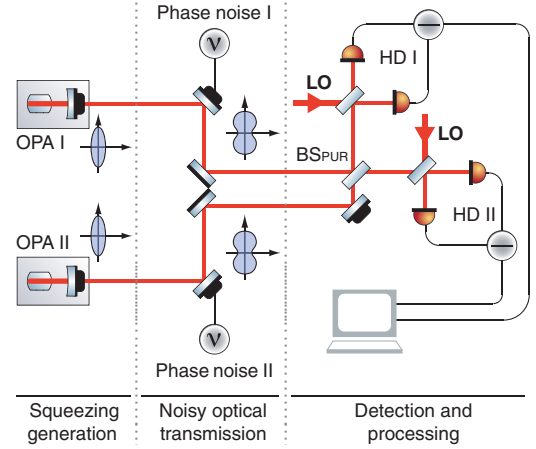 Phase noise I
ν
HD I
LO
OPA I
BSPUR
LO
OPA II
HD II
ν
Phase noise II
Squeezing
generation
Noisy optical
transmission
Detection and
processing